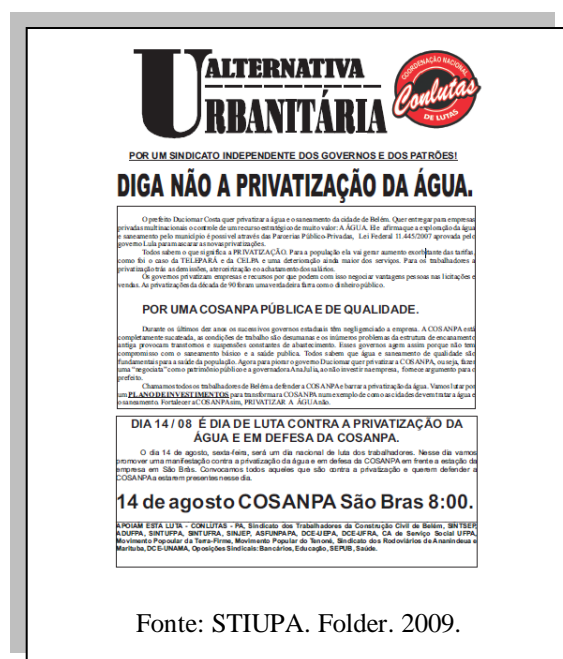 ALTERNATIVA
URBANITÁRIA
COORDENAÇÃO NACIONAL
Conlutas
DE LUTAS
POR UM SINDICATO INDEPENDENTE DOS GOVERNOS E DOS PATRÕES!
DIGA NÃO A PRIVATIZAÇÃO DA ÁGUA.
O prefeito Duciomar Costa quer privatizar a água e o saneamento da cidade de Belém. Quer entregar para empresas
privadas multinacionais o controle de um recurso estratégico de muito valor: A ÁGUA. Ele afirma que a exploração da água
e saneamento pelo município é possível através das Parcerias Público-Privadas, Lei Federal 11.445/2007 aprovada pelo
governo Lula para mascarar as novas privatizações.
Todos sabem o que significa a PRIVATIZAÇÃO. Para a população ela vai gerar aumento exorbitante das tarifas,
como foi o caso da TELEPARÁ e da CELPA e uma deterioração ainda maior dos serviços. Para os trabalhadores a
privatização trás as demissões, a terceirização e o achatamento dos salários.
Os governos privatizam empresas e recursos por que podem com isso negociar vantagens pessoas nas licitações e
vendas. As privatizações da década de 90 foram uma verdadeira farra com o dinheiro público.
POR UMA COSANPA PÚBLICA E DE QUALIDADE.
Durante os últimos dez anos os sucessivos governos estaduais têm negligenciado a empresa. A COSANPA está
completamente sucateada, as condições de trabalho são desumanas e os inúmeros problemas da estrutura de encanamento
antiga provocam transtornos e suspensões constantes de abastecimento. Esses governos agem assim porque não tem
compromisso com o saneamento básico e a saúde publica. Todos sabem que água e saneamento de qualidade são
fundamentais para a saúde da população. Agora para piorar o governo Duciomar quer privatizar a COSANPA, ou seja, fazer
uma "negociata" com o patrimônio público e a governadora Ana Julia, ao não investir na empresa, fornece argumento para o
prefeito.
Chamamos todos os trabalhadores de Belém a defender a COSANPA e barrar a privatização da água. Vamos lutar por
um PLANO DE INVESTIMENTOS para transformar a COSANPA num exemplo de como as cidades devem tratar a água e
o saneamento. Fortalecer a COSANPA sim, PRIVATIZAR A ÁGUA não.
DIA 14 / 08 É DIA DE LUTA CONTRA A PRIVATIZAÇÃO DA
ÁGUA E EM DEFESA DA COSANPA.
O dia 14 de agosto, sexta-feira, será um dia nacional de luta dos trabalhadores. Nesse dia vamos
promover uma manifestação contra a privatização da água e em defesa da COSANPA em frente a estação da
empresa em São Brás. Convocamos todos aqueles que são contra a privatização e querem defender a
COSANPA a estarem presentes nesse dia.
14 de agosto COSANPA São Bras 8:00.
APOIAM ESTA LUTA - CONLUTAS - PA, Sindicato dos Trabalhadores da Construção Civil de Belém, SINTSEP,
ADUFPA, SINTUFPA, SINTUFRA, SINJEP, ASFUNPAPA, DCE-UEPA, DCE-UFRA, CA de Serviço Social UFPA,
Movimento Popoular da Terra-Firme, Movimento Popular do Tenoné, Sindicato dos Rodoviários de Ananindeua e
Marituba, DCE-UNAMA, Oposições Sindicais: Bancários, Educação, SEPUB, Saúde.
Fonte: STIUPA. Folder. 2009.